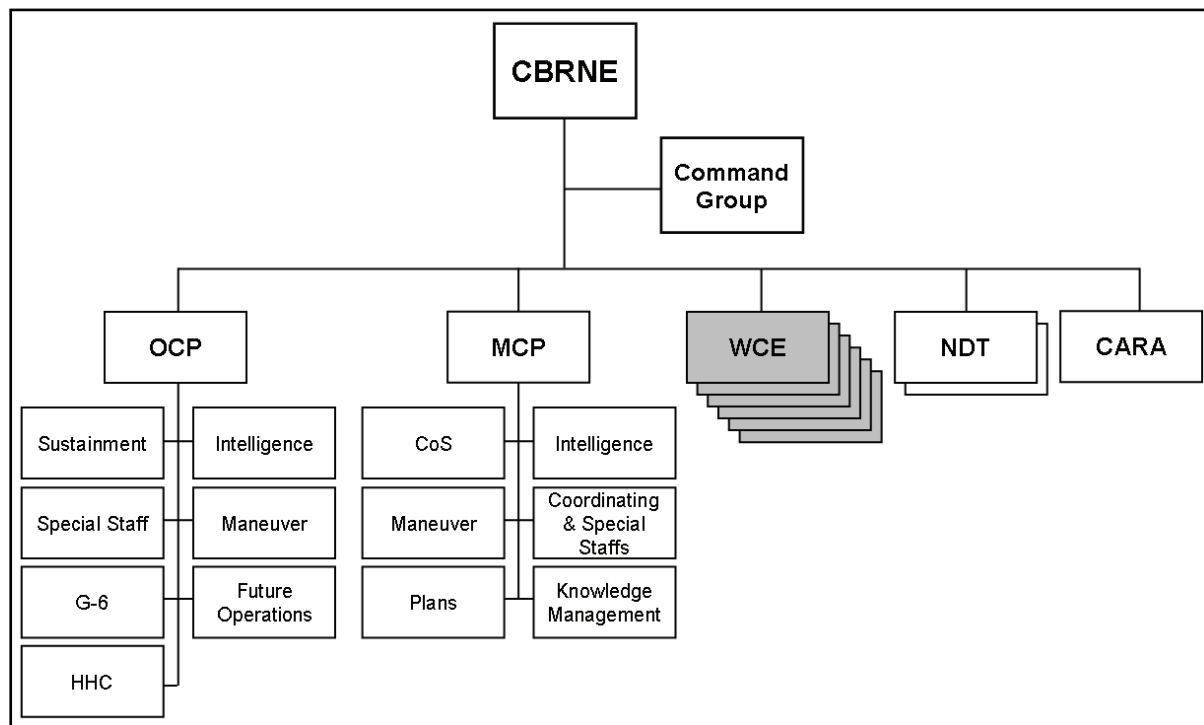 CBRNE
Command
Group
OCP
MCP
WCE
NDT
CARA
Sustainment
Intelligence
CoS
Intelligence
Special Staff
Maneuver
Maneuver
Coordinating
& Special
Staffs
G-6
Future
Operations
Plans
Knowledge
Management
HHC